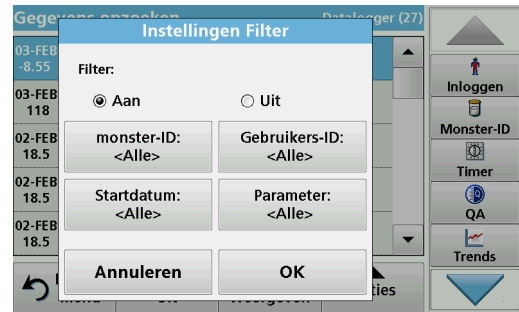 Gegevens opzoeken Datalogger (27)
Instellingen Filter
03-FEB
-8.55
Filter:
03-FEB
118
Aan Uit
02-FEB
18.5
monster-ID:
<Alle>
Gebruikers-ID:
<Alle>
02-FEB
18.5
Startdatum:
<Alle>
Parameter:
<Alle>
02-FEB
18.5
Annuleren OK
Inloggen
Monster-ID
Timer
QA
Trends